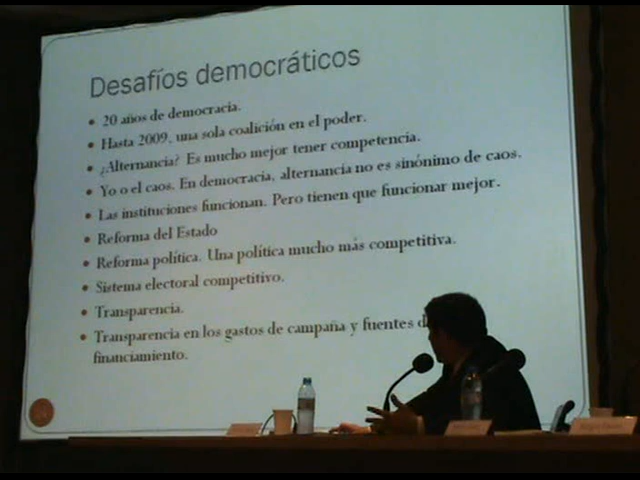 Desafíos democráticos
• 20 años de democracia.
• Hasta 2009, una sola coalición en el poder.
• ¿Alternancia? Es mucho mejor tener competencia.
• Yo o el caos. En democracia, alternancia no es sinónimo de caos.
• Las instituciones funcionan. Pero tienen que funcionar mejor.
• Reforma del Estado
• Reforma política. Una política mucho más competitiva.
• Sistema electoral competitivo.
• Transparencia.
• Transparencia en los gastos de campaña y fuentes
financiamiento.